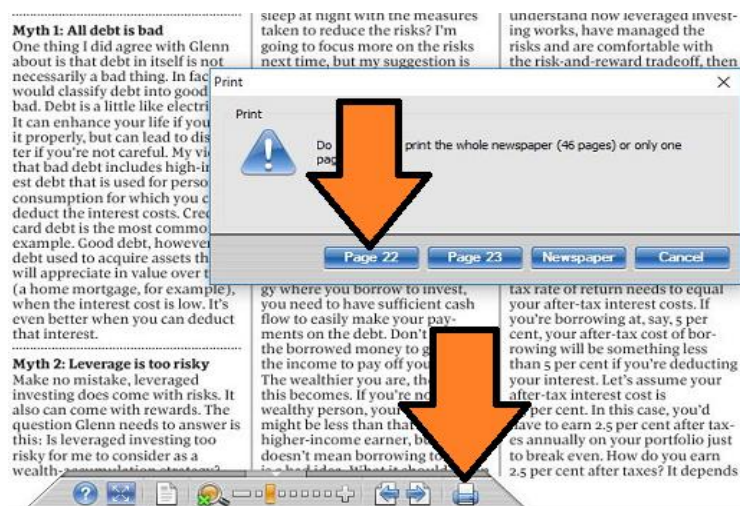 Myth 1: All debt is bad
One thing I did agree with Glenn
about is that debt in itself is not
necessarily a bad thing. In
would classify debt into good
bad. Debt is a little like
It can enhance your life if you
it properly, but can lead to
ter if you're not careful. My
that bad debt includes
est debt that is used for
consumption for which you
deduct the interest costs.
card debt is the most
example. Good debt, however
debt used to acquire assets
will appreciate in value over
(a home mortgage, for example),
when the interest cost is low. It's
even better when you can deduct
that interest.
Myth 2: Leverage is too risky
Make no mistake, leveraged
investing does come with risks. It
also can come with rewards. The
question Glenn needs to answer is
this: Is leveraged investing too
risky for me to consider as a
wealth-accumulation strategy?
sleep at night with the measures
taken to reduce the risks? I'm
going to focus more on the risks
next time, but my suggestion is
Print
Print
Do print the whole newspaper (46 pages) or only one
Page 22 Page 23 Newspaper Cancel
gy where you borrow to invest,
you need to have sufficient cash
flow to easily make your pay-
ments on the debt. Don't
the borrowed money to
the income to pay off
The wealthier you are,
this becomes. If you're
wealthy person,
might be less than
higher-income earner,
doesn't mean borrowing
is a bad idea. What it
understand how leveraged invest-
ing works, have managed the
risks and are comfortable with
the risk-and-reward tradeoff, then
tax rate of return needs to equal
your after-tax interest costs. If
you're borrowing at, say, 5 per
cent, your after-tax cost of bor-
rowing will be something less
than 5 per cent if you're deducting
your interest. Let's assume your
after-tax interest cost is
per cent. In this case, you'd
have to earn 2.5 per cent after tax-
es annually on your portfolio just
to break even. How do you earn
2.5 per cent after taxes? It depends